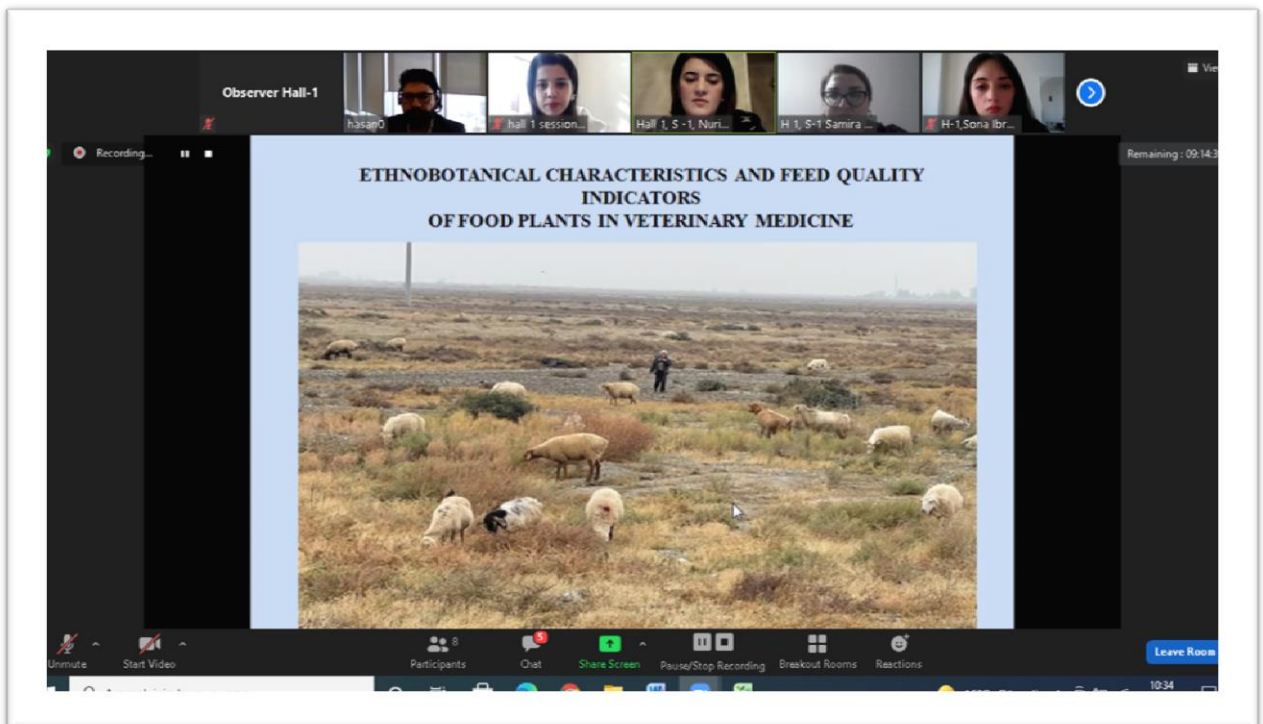 Observer Hall-1
hasan0
hall 1 session...
Hall 1, S -1, Nuri...
H 1, S-1 Samira ...
H-1,Sona Ibr...
Recording...
Remaining : 09:14:3
ETHNOBOTANICAL CHARACTERISTICS AND FEED QUALITY
INDICATORS
OF FOOD PLANTS IN VETERINARY MEDICINE
Unmute
Start Video
8
Participants
5
Chat
Share Screen
Pause/Stop Recording
Breakout Rooms
Reactions
Leave Room
10:34